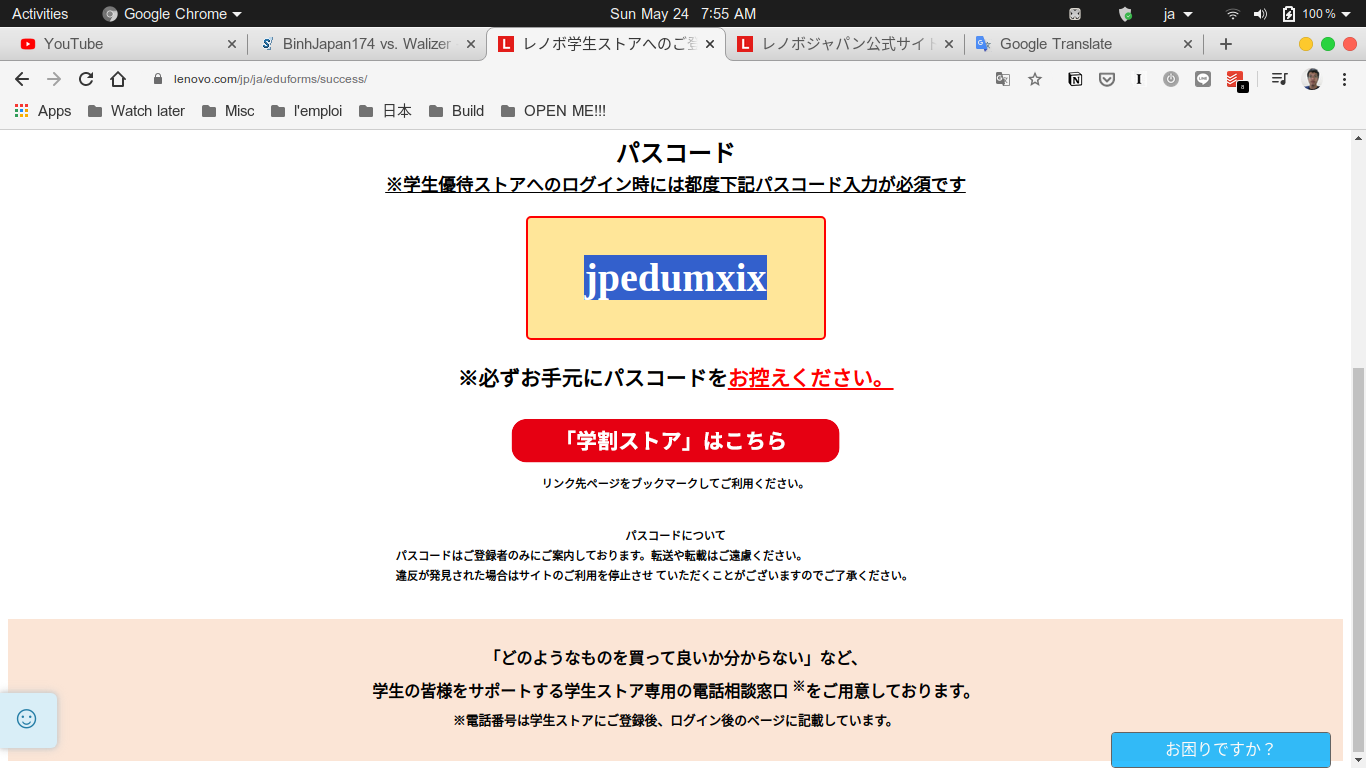 Activities Google Chrome Sun May 24 7:55 AM ja 100 %
YouTube BinhJapan174 vs. Walizer レノボ学生ストアへのご登 レノボジャパン公式サイト Google Translate
lenovo.com/jp/ja/eduforms/success/
Apps Watch later Misc l'emploi 日本 Build OPEN ME!!!
パスコード
※学生優待ストアへのログイン時には都度下記パスコード入力が必須です
jpedumxix
※必ずお手元にパスコードをお控えください。
「学割ストア」はこちら
リンク先ページをブックマークしてご利用ください。
パスコードについて
パスコードはご登録者のみにご案内しております。転送や転載はご遠慮ください。
違反が発見された場合はサイトのご利用を停止させ ていただくことがございますのでご了承ください。
「どのようなものを買って良いか分からない」など、
学生の皆様をサポートする学生ストア専用の電話相談窓口 ※をご用意しております。
※電話番号は学生ストアにご登録後、ログイン後のページに記載しています。
お困りですか？